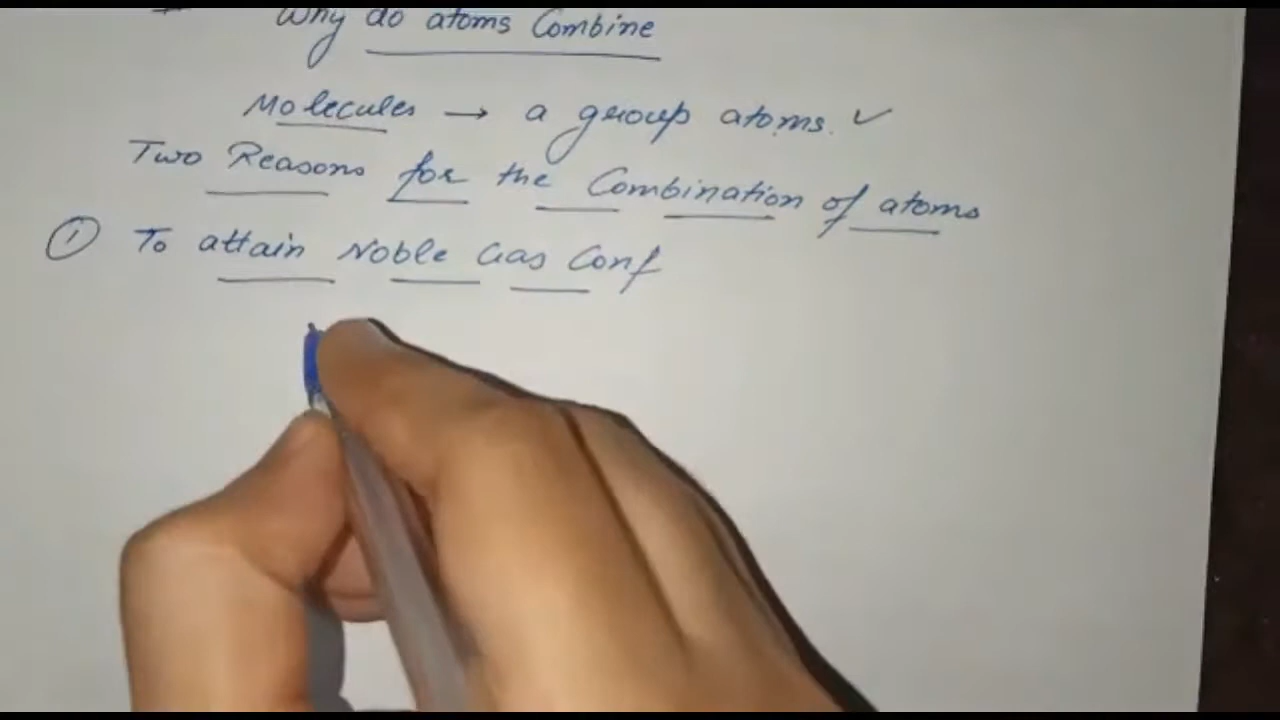 Why do atoms Combine
Molecules → a group atoms. ✓
Two Reasons for the Combination of atoms
① To attain Noble Gas Conf